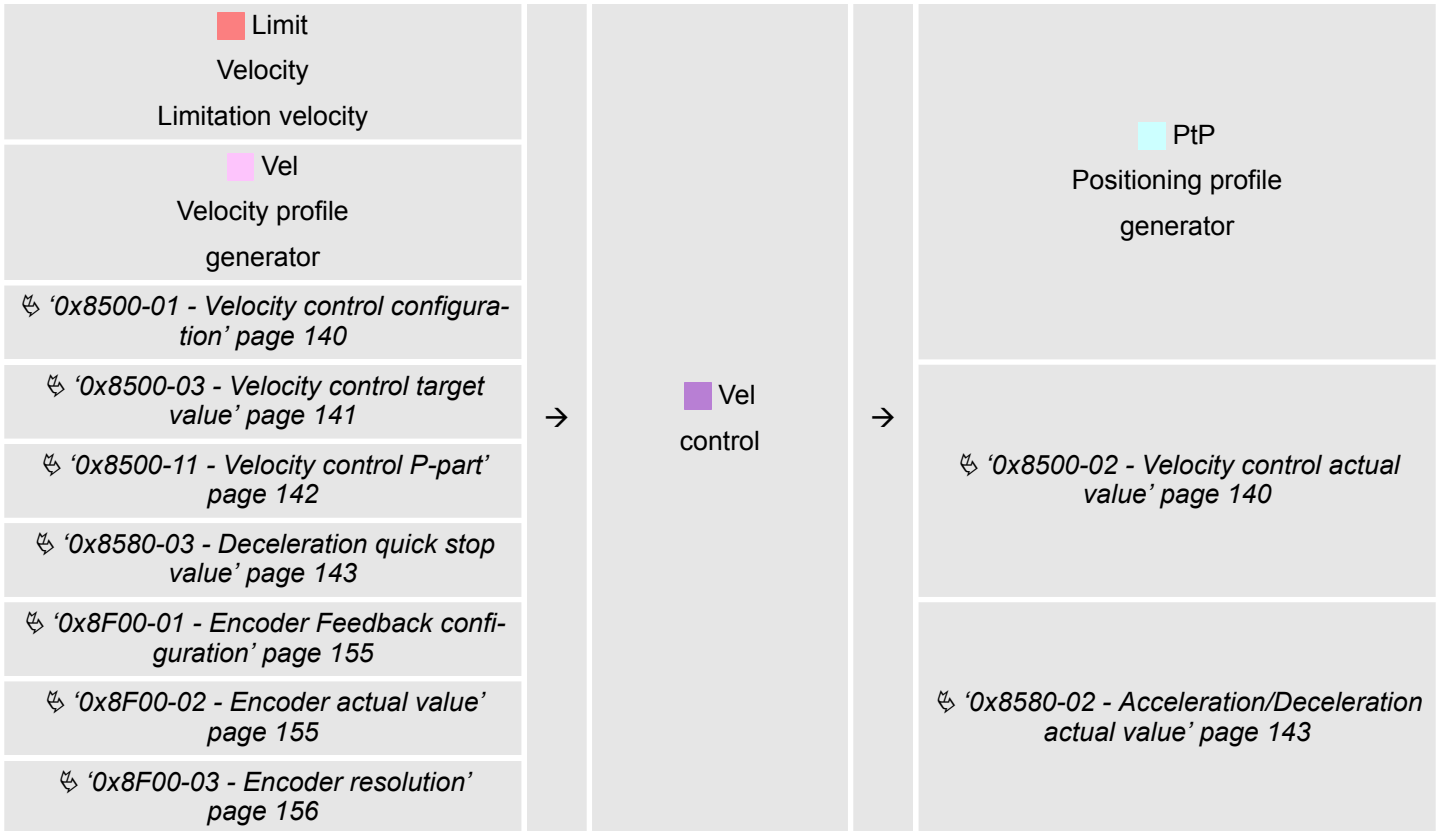 Limit
Velocity
Limitation velocity
Vel
Velocity profile
generator
↳ '0x8500-01 - Velocity control configura-
tion' page 140
↳ '0x8500-03 - Velocity control target
value' page 141
↳ '0x8500-11 - Velocity control P-part'
page 142
↳ '0x8580-03 - Deceleration quick stop
value' page 143
↳ '0x8F00-01 - Encoder Feedback confi-
guration' page 155
↳ '0x8F00-02 - Encoder actual value'
page 155
↳ '0x8F00-03 - Encoder resolution'
page 156
→
Vel
control
→
PtP
Positioning profile
generator
↳ '0x8500-02 - Velocity control actual
value' page 140
↳ '0x8580-02 - Acceleration/Deceleration
actual value' page 143